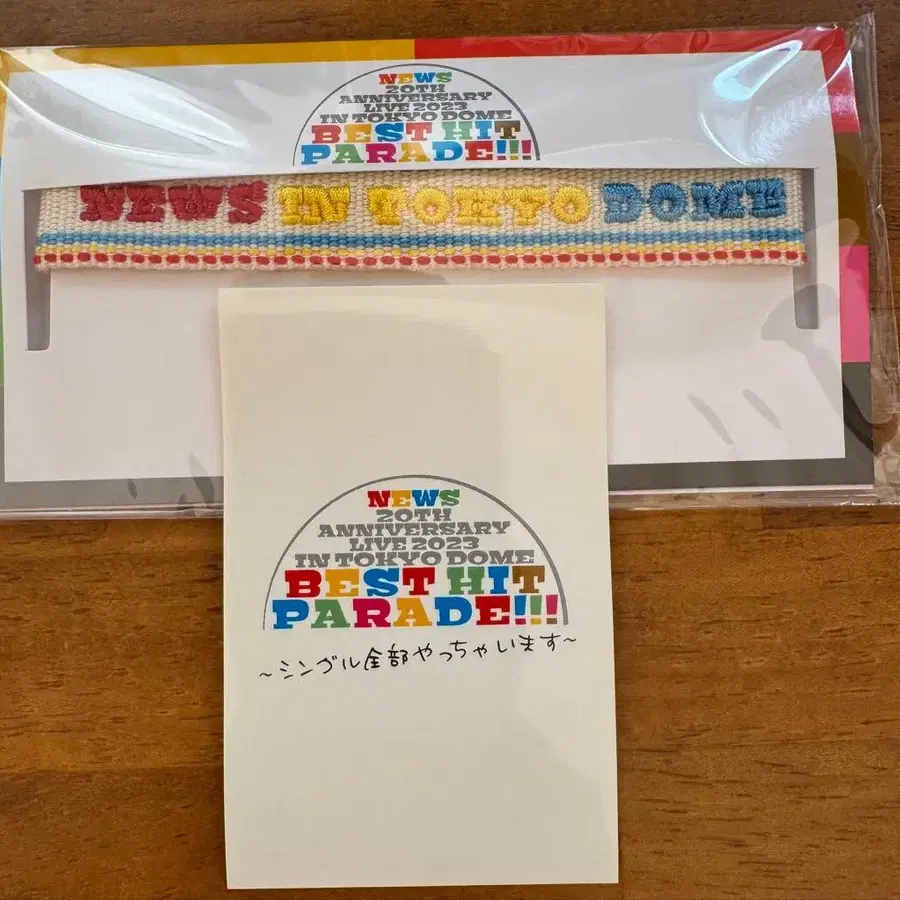 NEWS
20TH
ANNIVERSARY
LIVE 2023
IN TOKYO DOME
BEST HIT
PARADE!!!
NEWS IN TOKYO DOME
NEWS
20TH
ANNIVERSARY
LIVE 2023
IN TOKYO DOME
BEST HIT
PARADE!!!
~シングル全部やっちゃいます~